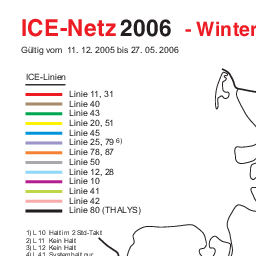 ICE-Netz 2006 - Winter
Gültig vom 11. 12. 2005 bis 27. 05. 2006
ICE-Linien
Linie 11, 31
Linie 40
Linie 43
Linie 20, 51
Linie 45
Linie 25, 79 6)
Linie 78, 87
Linie 50
Linie 12, 28
Linie 10
Linie 41
Linie 42
Linie 80 (THALYS)
1) L 10 Halt im 2 Std-Takt
2) L 11 Kein Halt
3) L 12 Kein Halt
4) L 41 Systemhalt nur